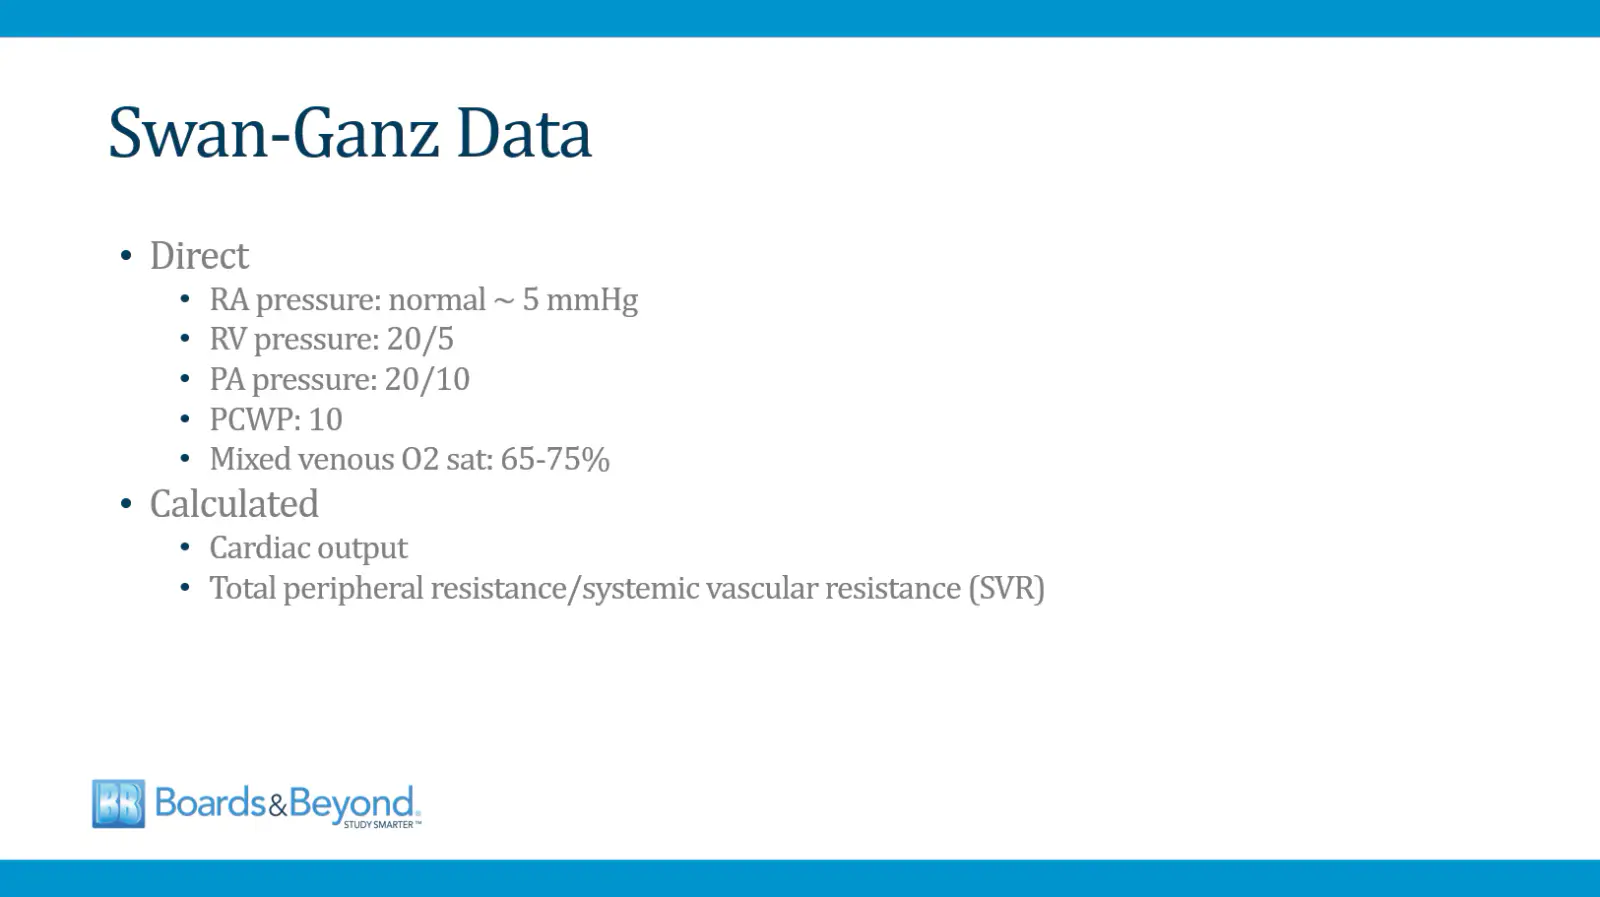 Swan-Ganz Data
• Direct
• RA pressure: normal ~ 5 mmHg
• RV pressure: 20/5
• PA pressure: 20/10
• PCWP: 10
• Mixed venous O2 sat: 65-75%
• Calculated
• Cardiac output
• Total peripheral resistance/systemic vascular resistance (SVR)
BB Boards&Beyond.
STUDY SMARTER™